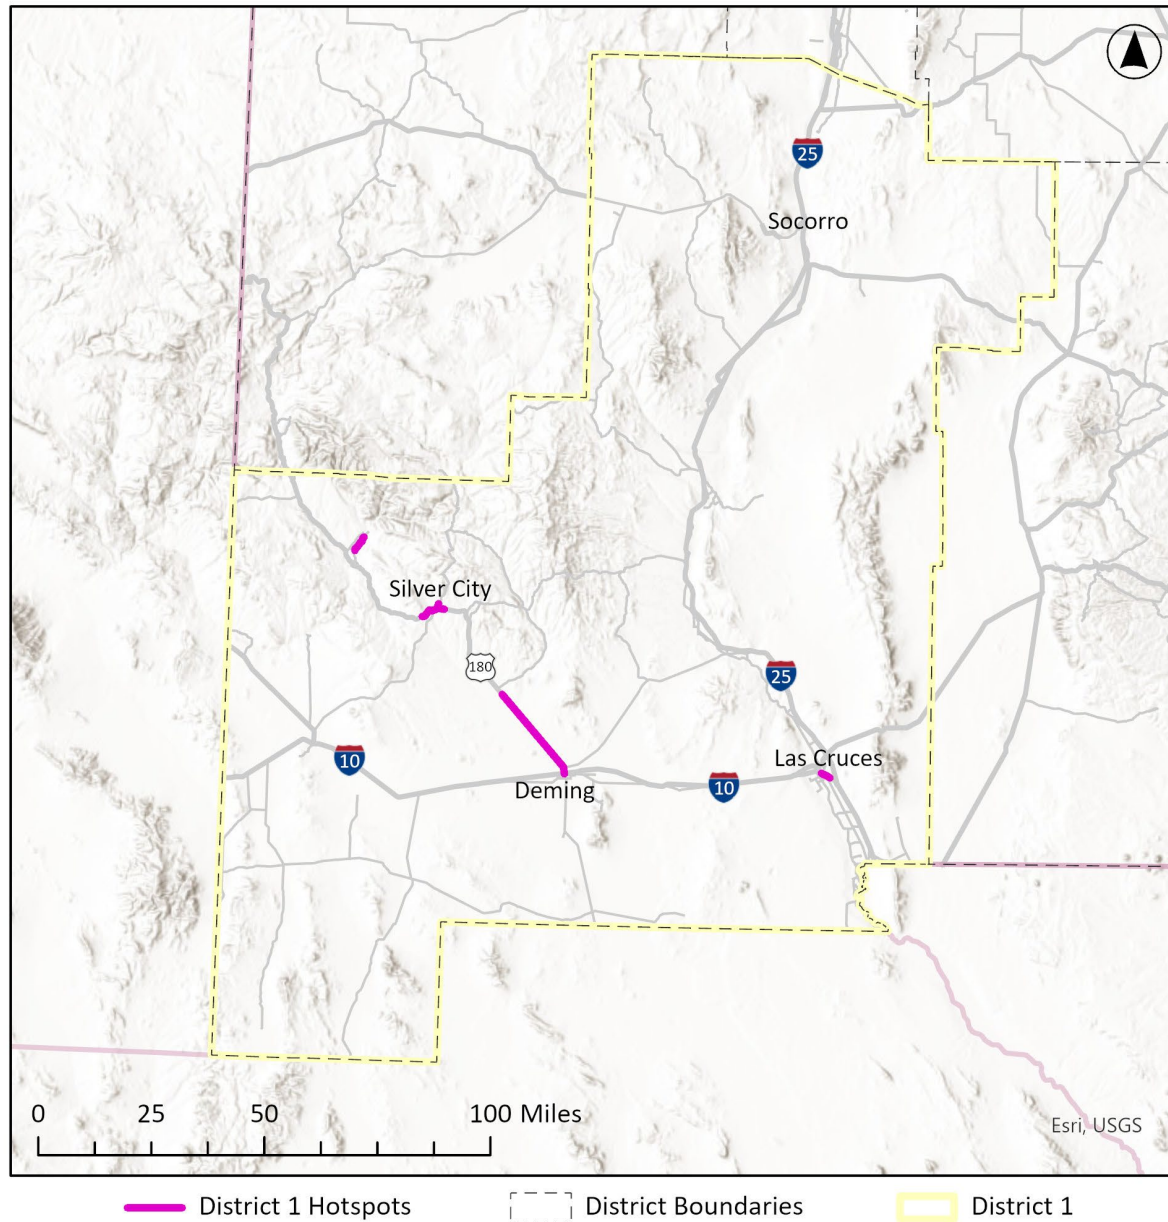 25
Socorro
Silver City
180
25
10
Las Cruces
10
Deming
0 25 50 100 Miles
Esri, USGS
District 1 Hotspots District Boundaries District 1